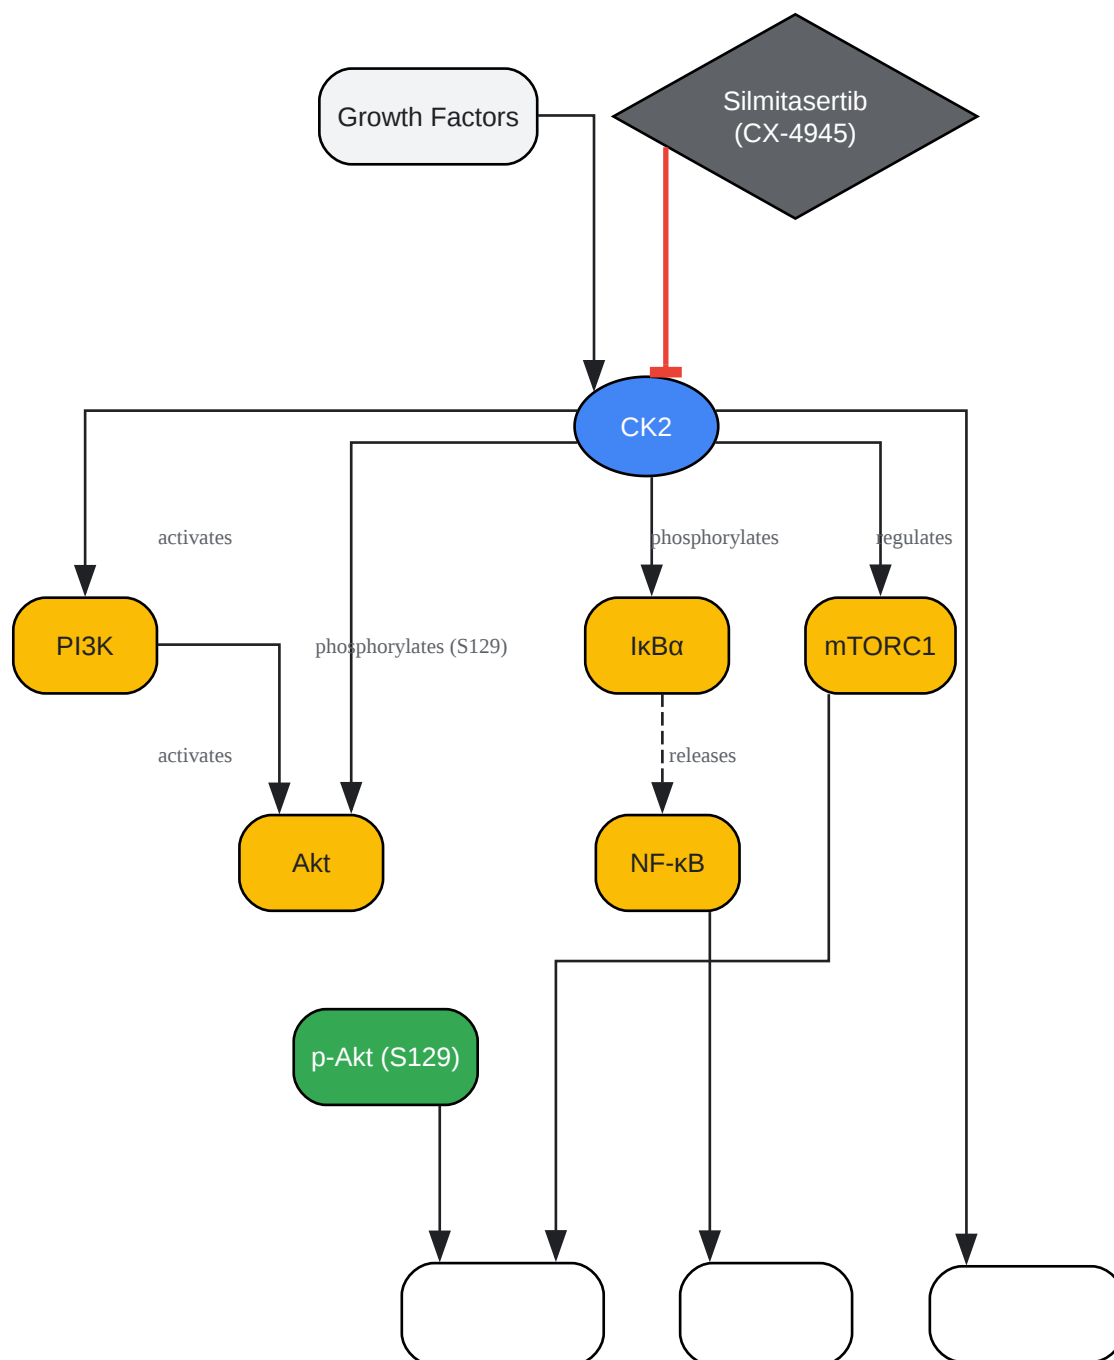 Growth Factors
Silmitasertib
(CX-4945)
CK2
activates
phosphorylates
regulates
PI3K
phosphorylates (S129)
IκBα
mTORC1
activates
releases
Akt
NF-κB
p-Akt (S129)